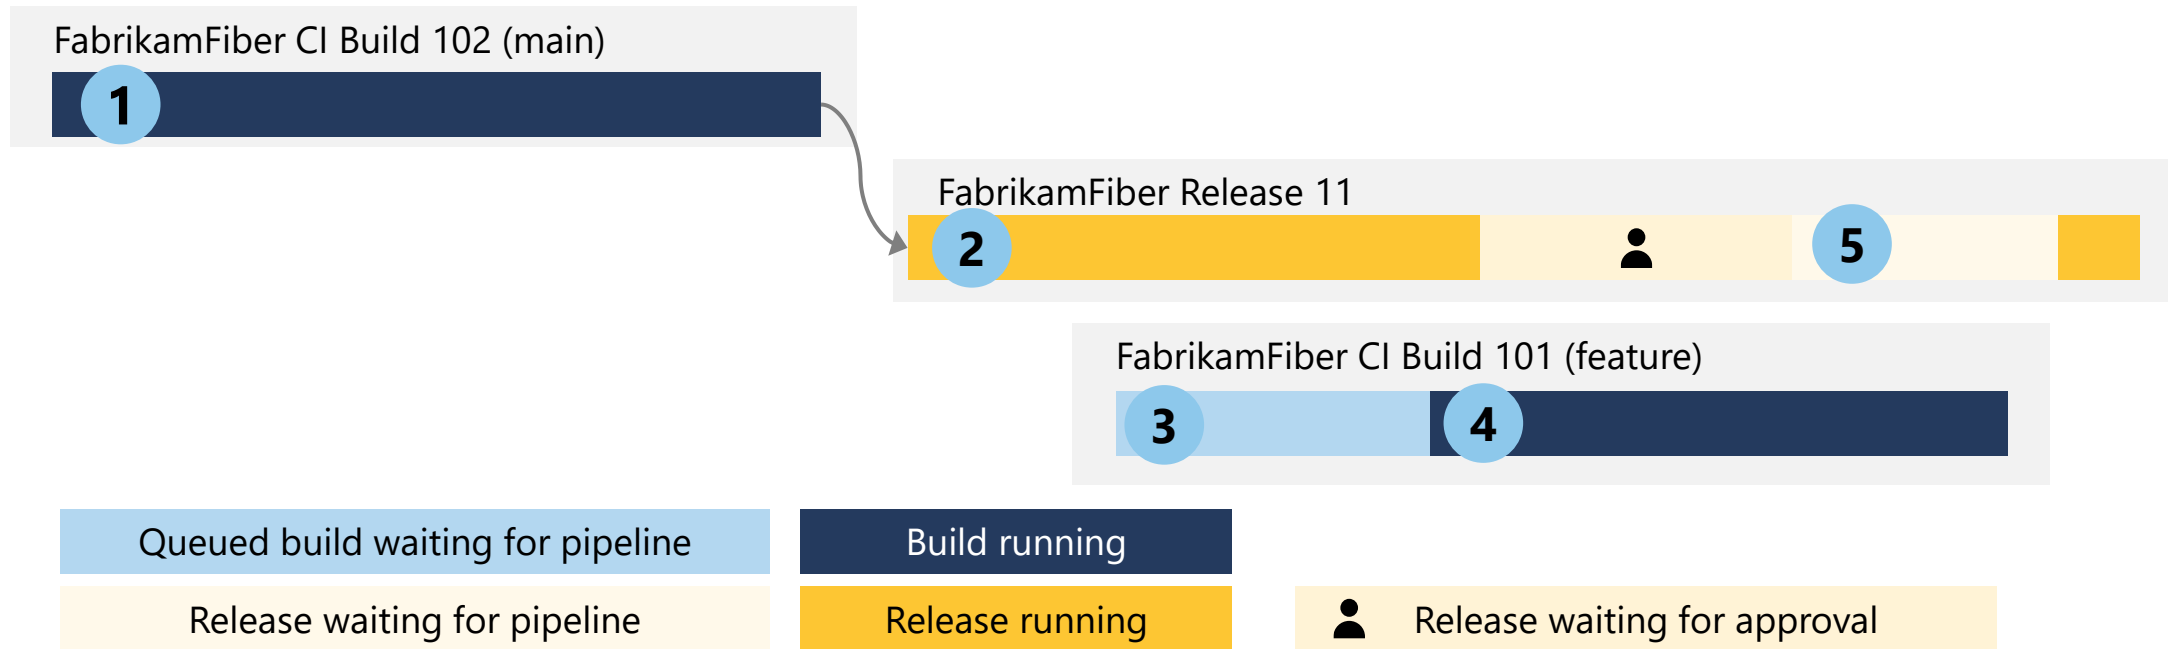 FabrikamFiber CI Build 102 (main)
1
FabrikamFiber Release 11
2
5
FabrikamFiber CI Build 101 (feature)
3
4
Queued build waiting for pipeline
Build running
Release waiting for pipeline
Release running
Release waiting for approval